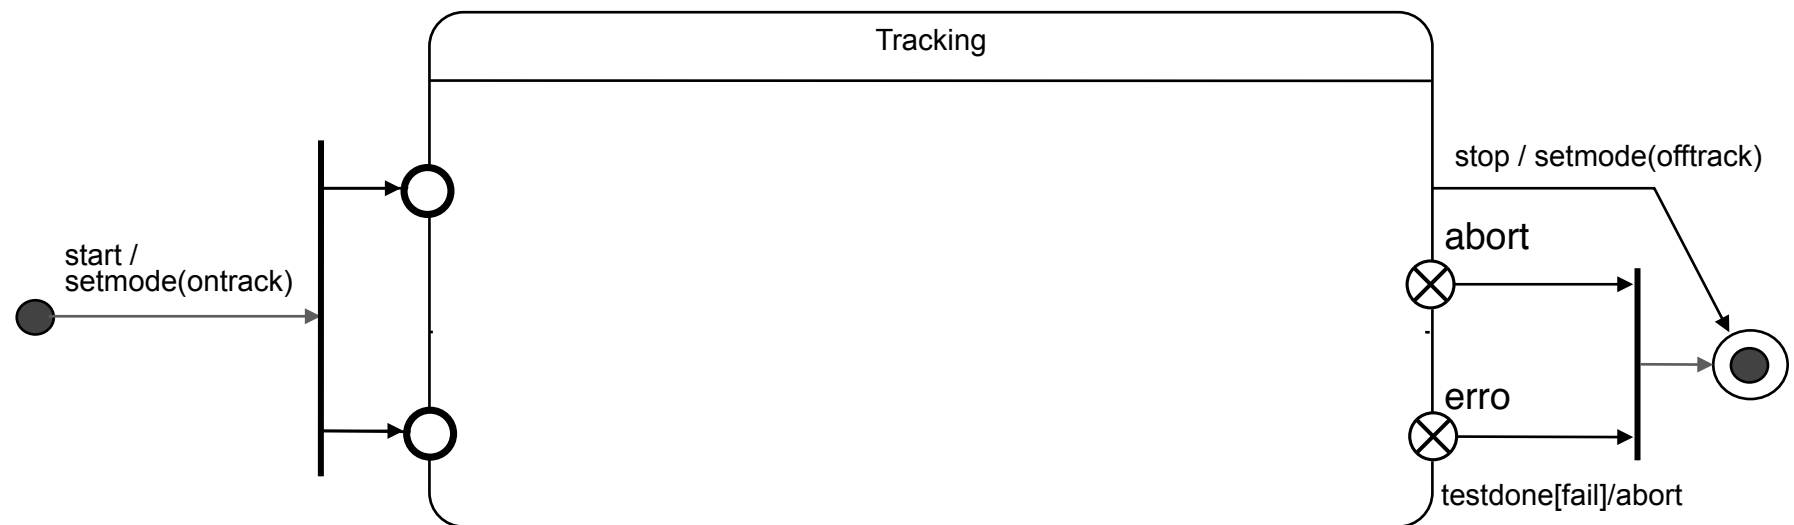 Tracking
stop / setmode(offtrack)
abort
start /
setmode(ontrack)
erro
testdone[fail]/abort